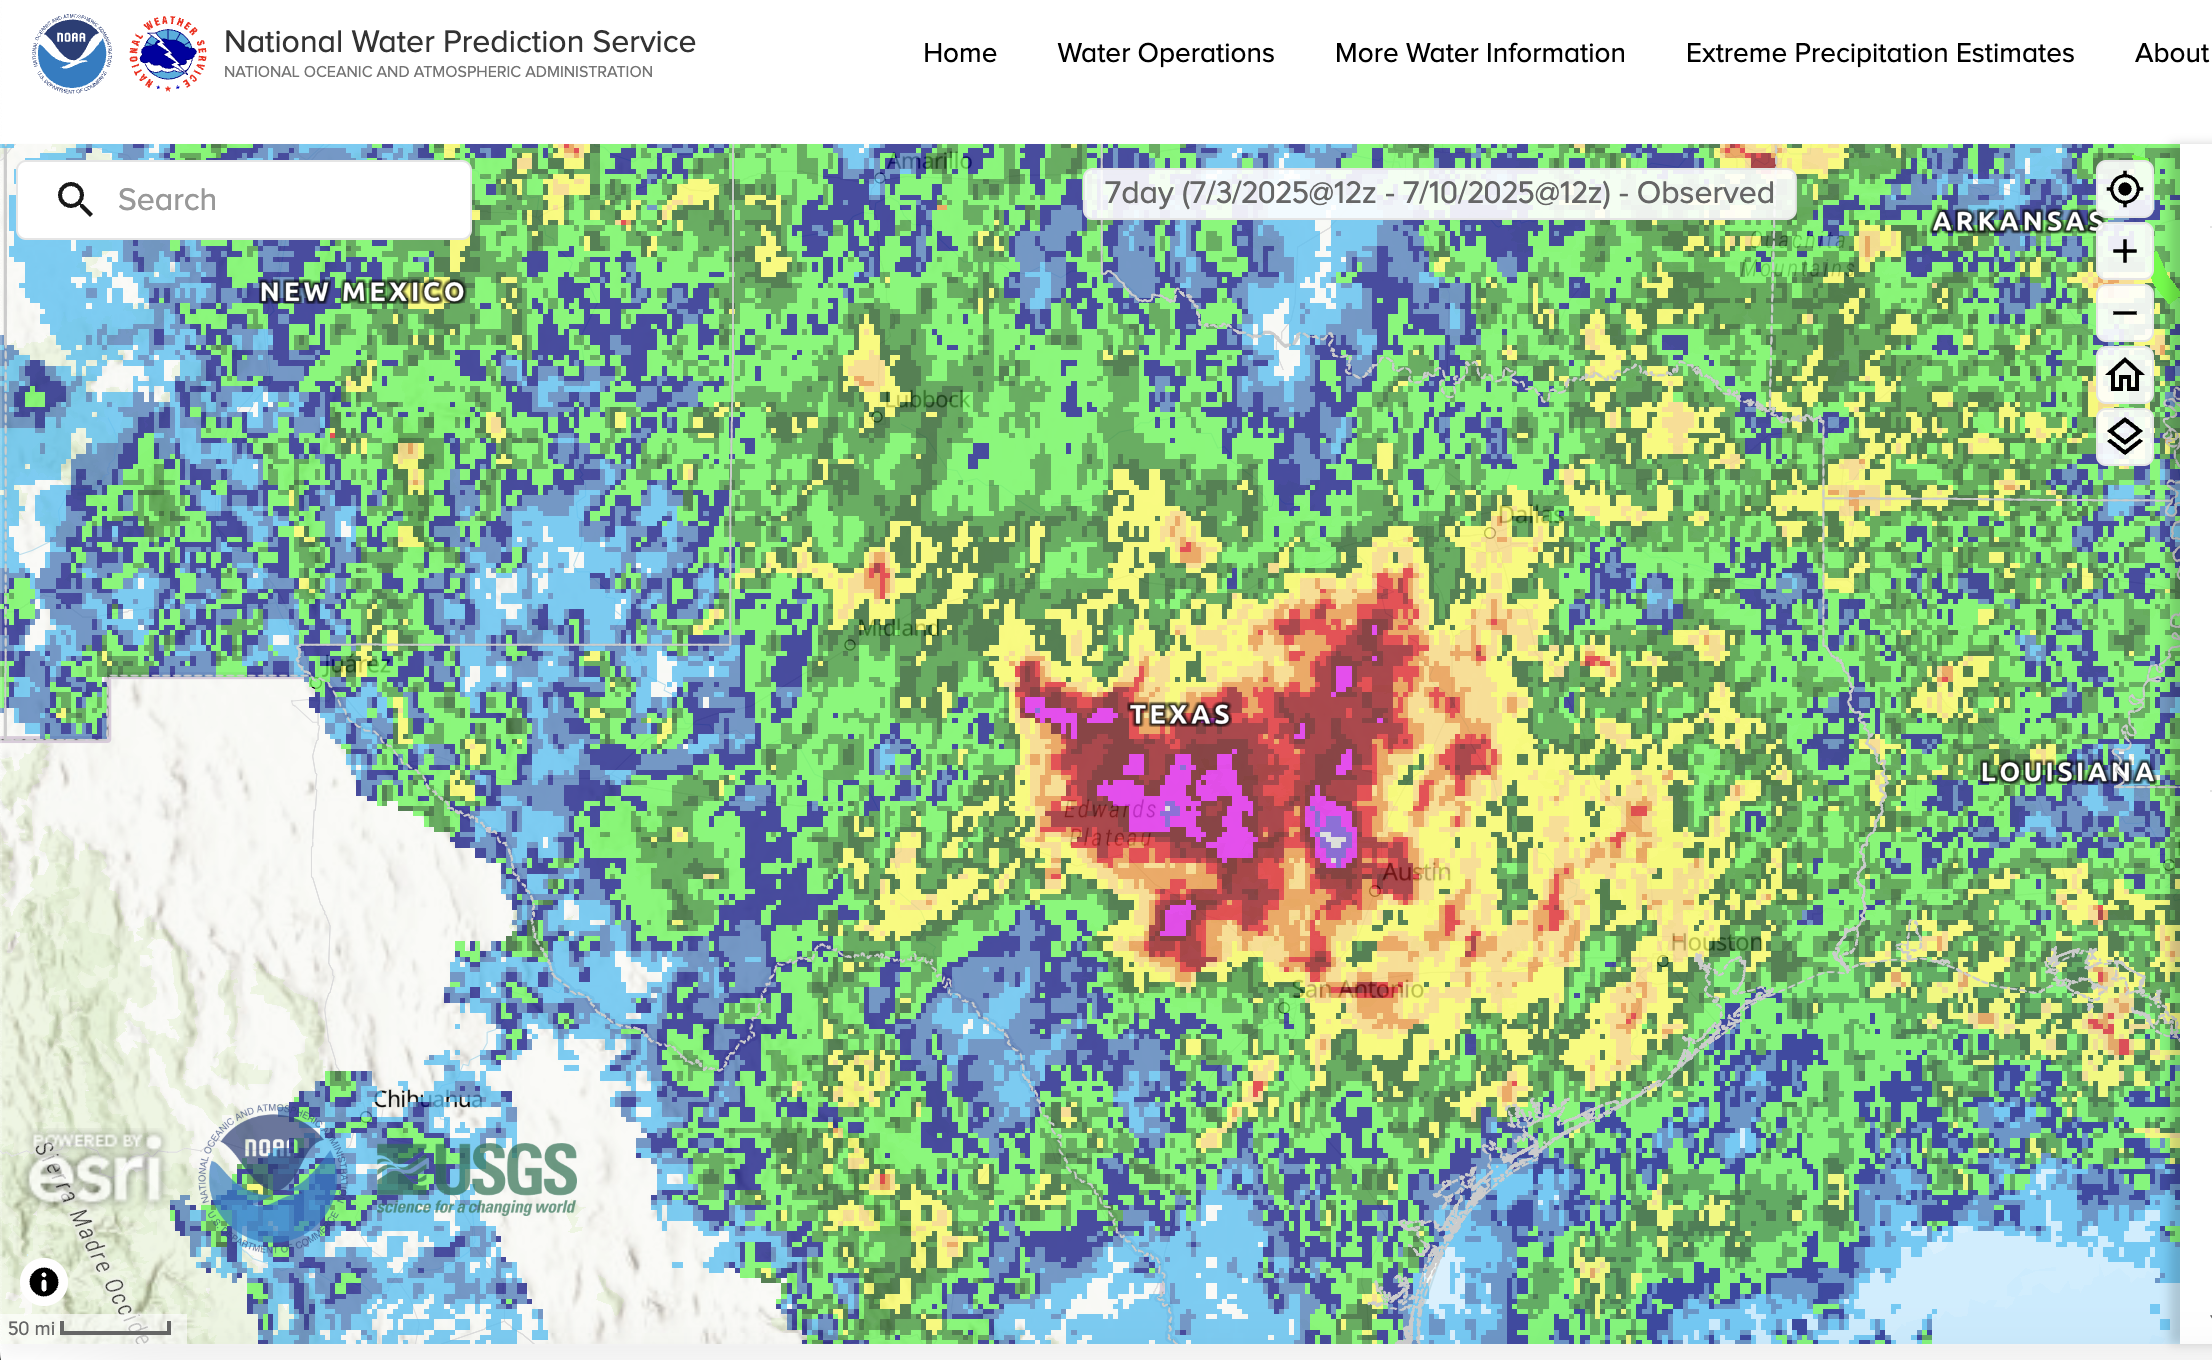 National Water Prediction Service
NATIONAL OCEANIC AND ATMOSPHERIC ADMINISTRATION
Home
Water Operations
More Water Information
Extreme Precipitation Estimates
About
NOAA
NATIONAL WEATHER SERVICE
Search
7day (7/3/2025@12z - 7/10/2025@12z) - Observed
Amarillo
ARKANSAS
Ouachita
Mountains
NEW MEXICO
Lubbock
Dallas
Midland
Juárez
TEXAS
LOUISIANA
Edwards
Plateau
Austin
Houston
San Antonio
Chihuahua
POWERED BY
esri
NOAA
USGS
science for a changing world
Sierra Madre Occide
50 mi